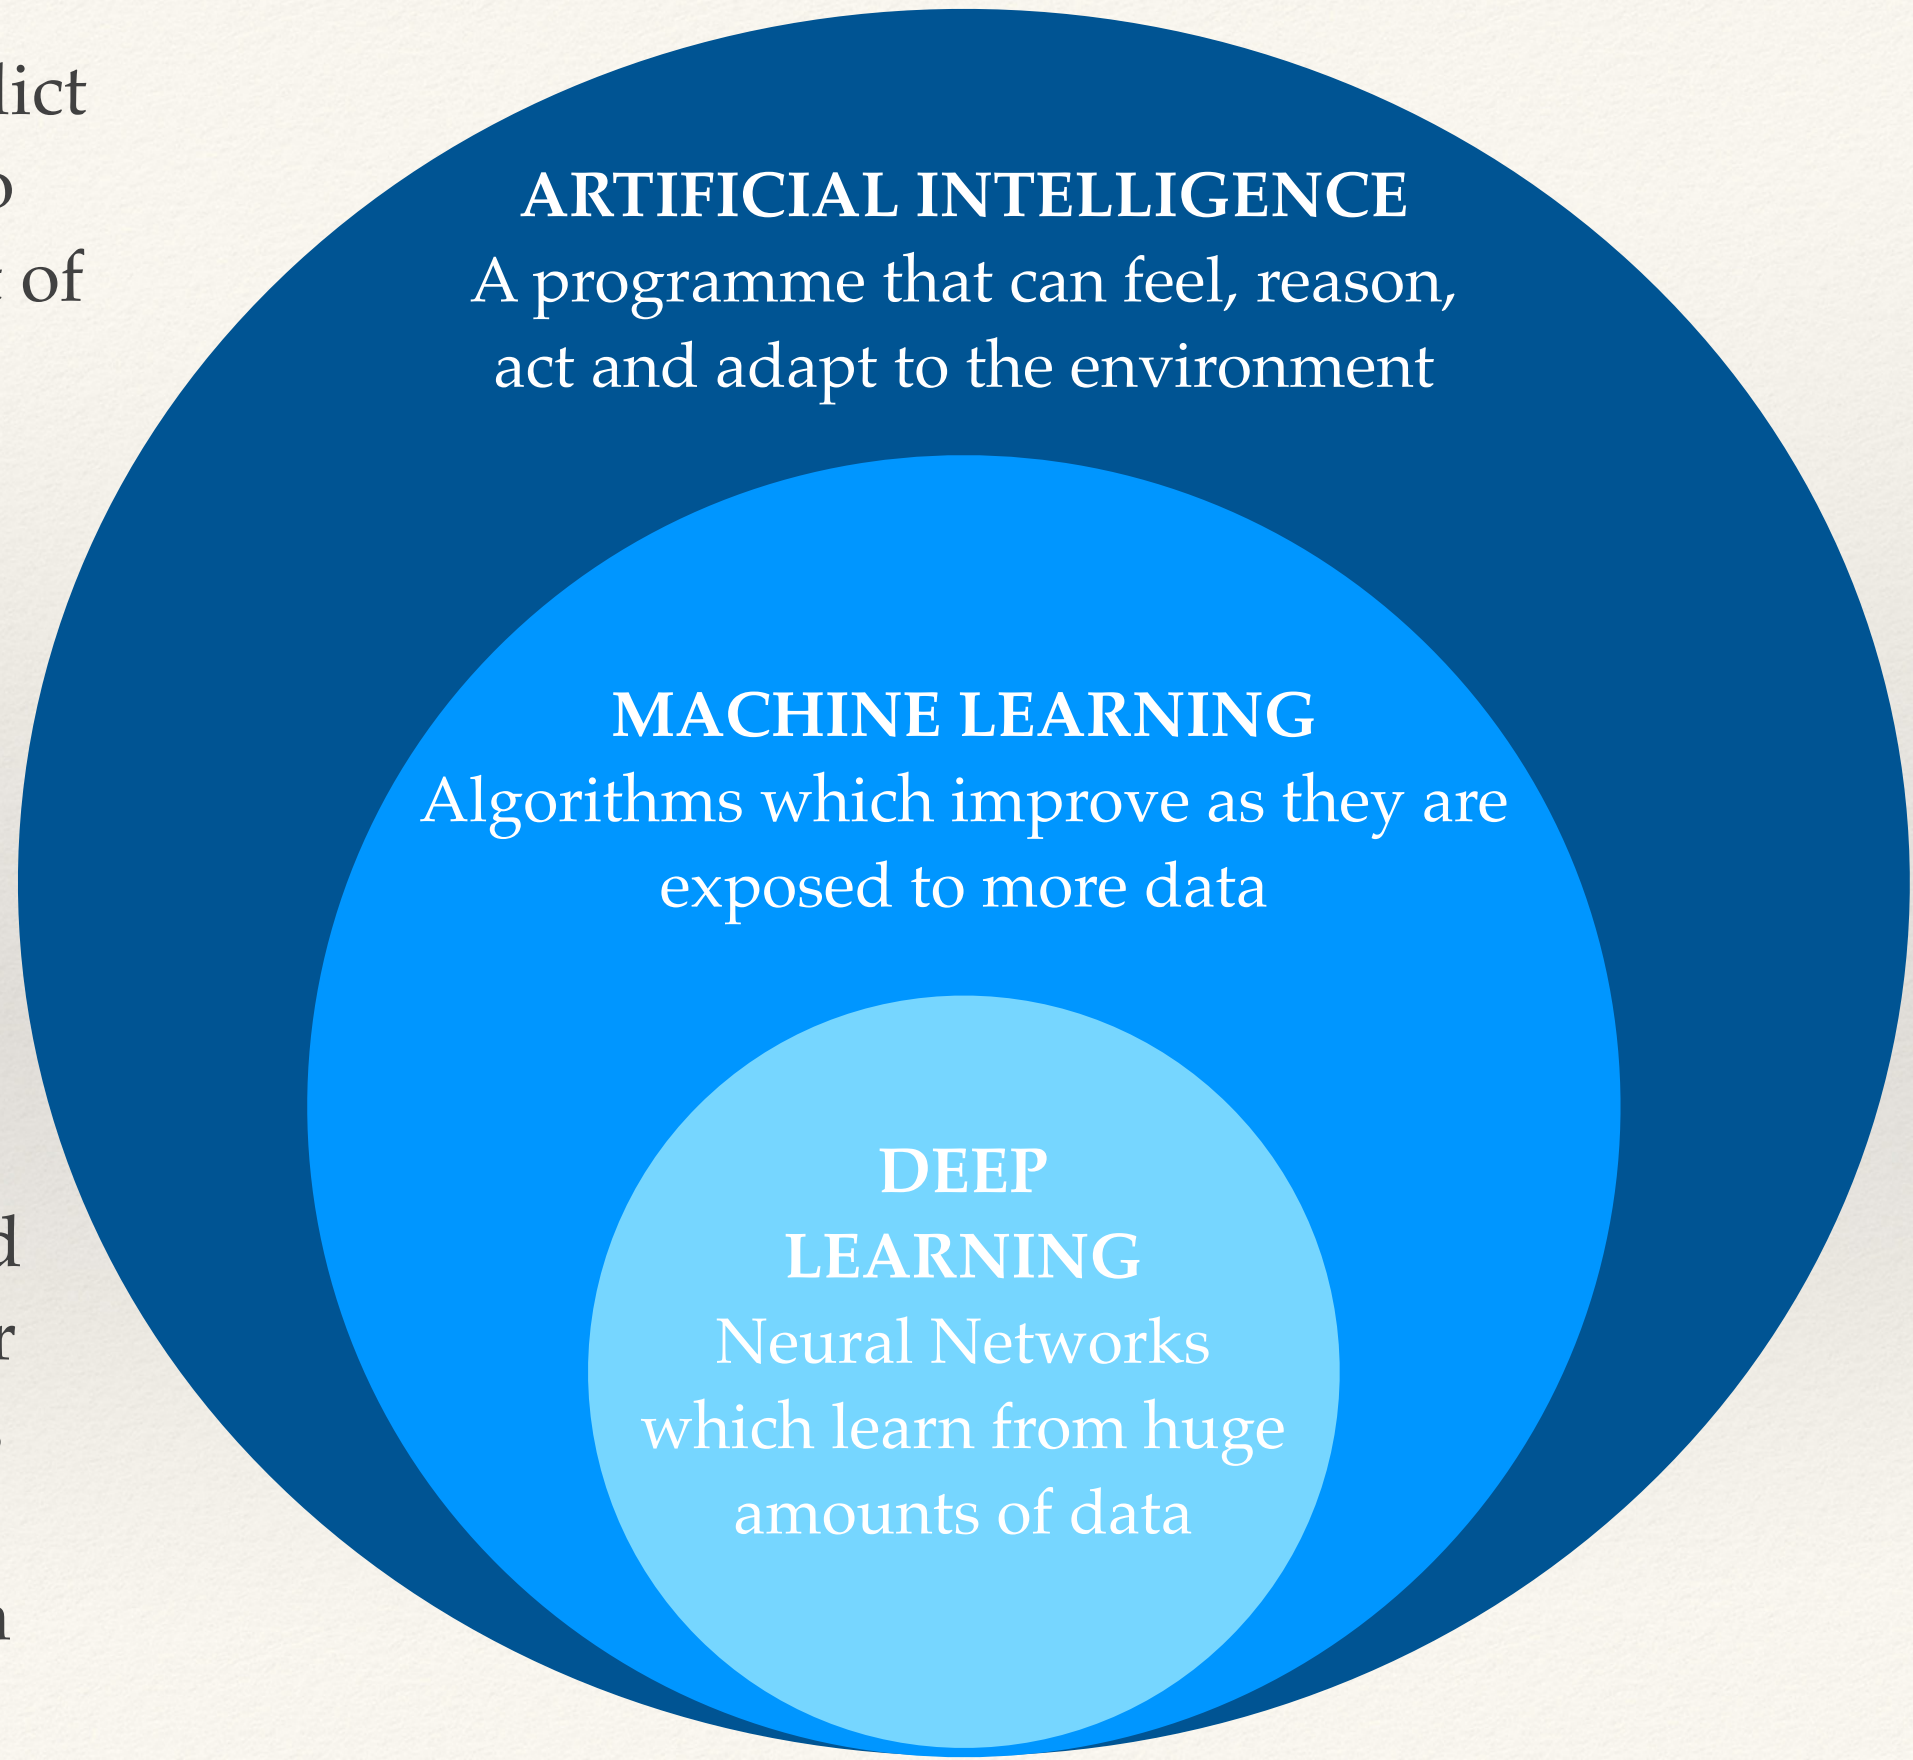 of
ARTIFICIAL INTELLIGENCE
A programme that can feel, reason,
act and adapt to the environment
MACHINE LEARNING
Algorithms which improve as they are
exposed to more data
DEEP
LEARNING
Neural Networks
which learn from huge
amounts of data